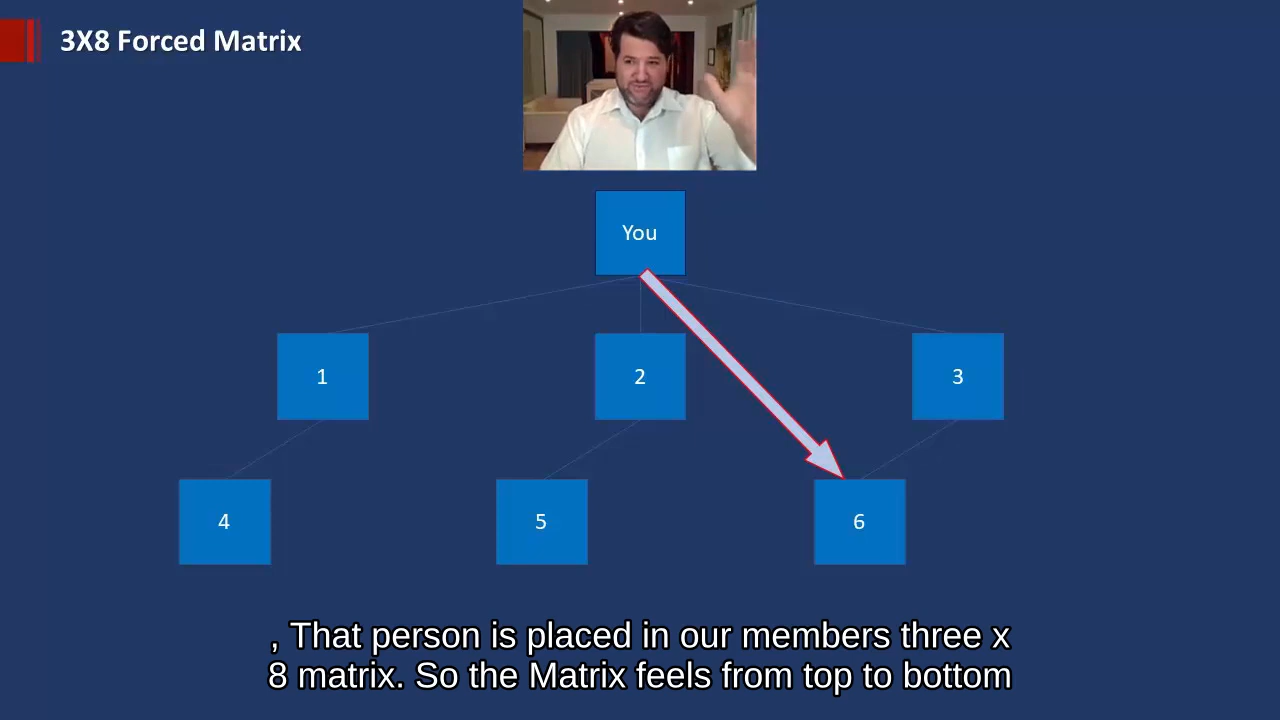 3X8 Forced Matrix
You
1
2
3
4
5
6
, That person is placed in our members three x
8 matrix. So the Matrix feels from top to bottom